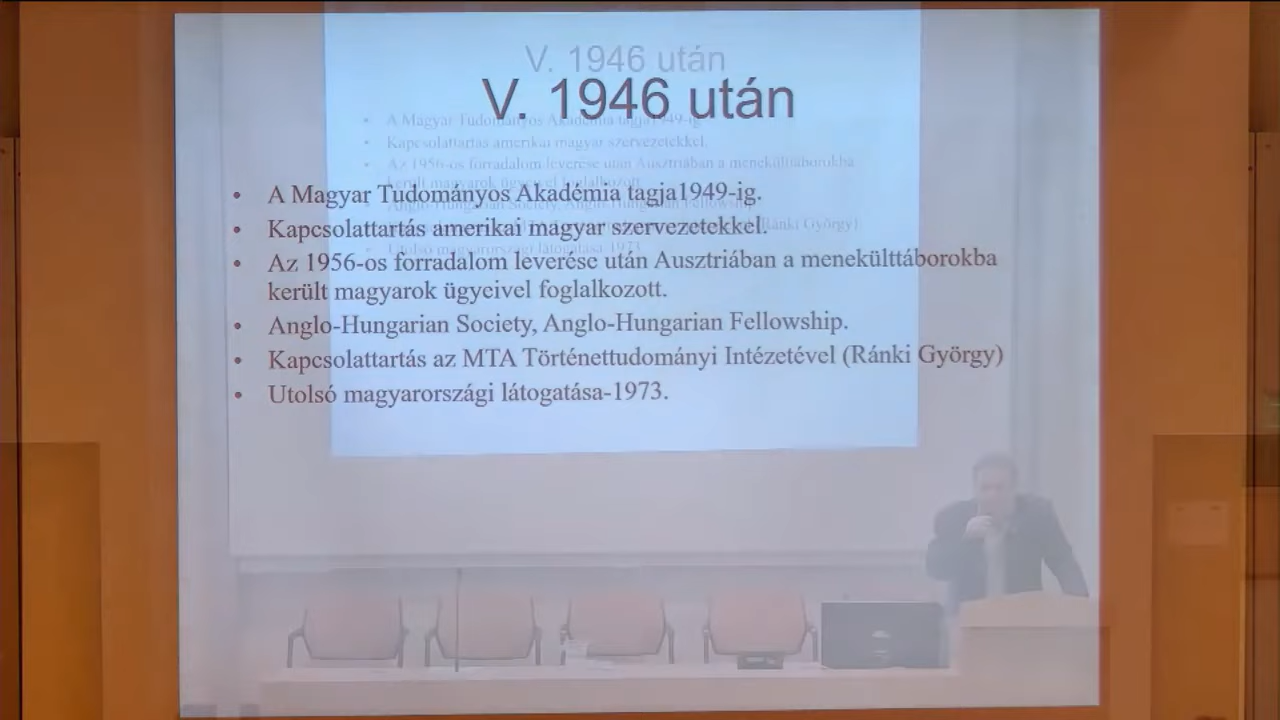 V. 1946 után
• A Magyar Tudományos Akadémia tagja1949-ig.
• Kapcsolattartás amerikai magyar szervezetekkel.
• Az 1956-os forradalom leverése után Ausztriában a menekülttáborokba
került magyarok ügyeivel foglalkozott.
• Anglo-Hungarian Society, Anglo-Hungarian Fellowship.
• Kapcsolattartás az MTA Történettudományi Intézetével (Ránki György)
• Utolsó magyarországi látogatása-1973.